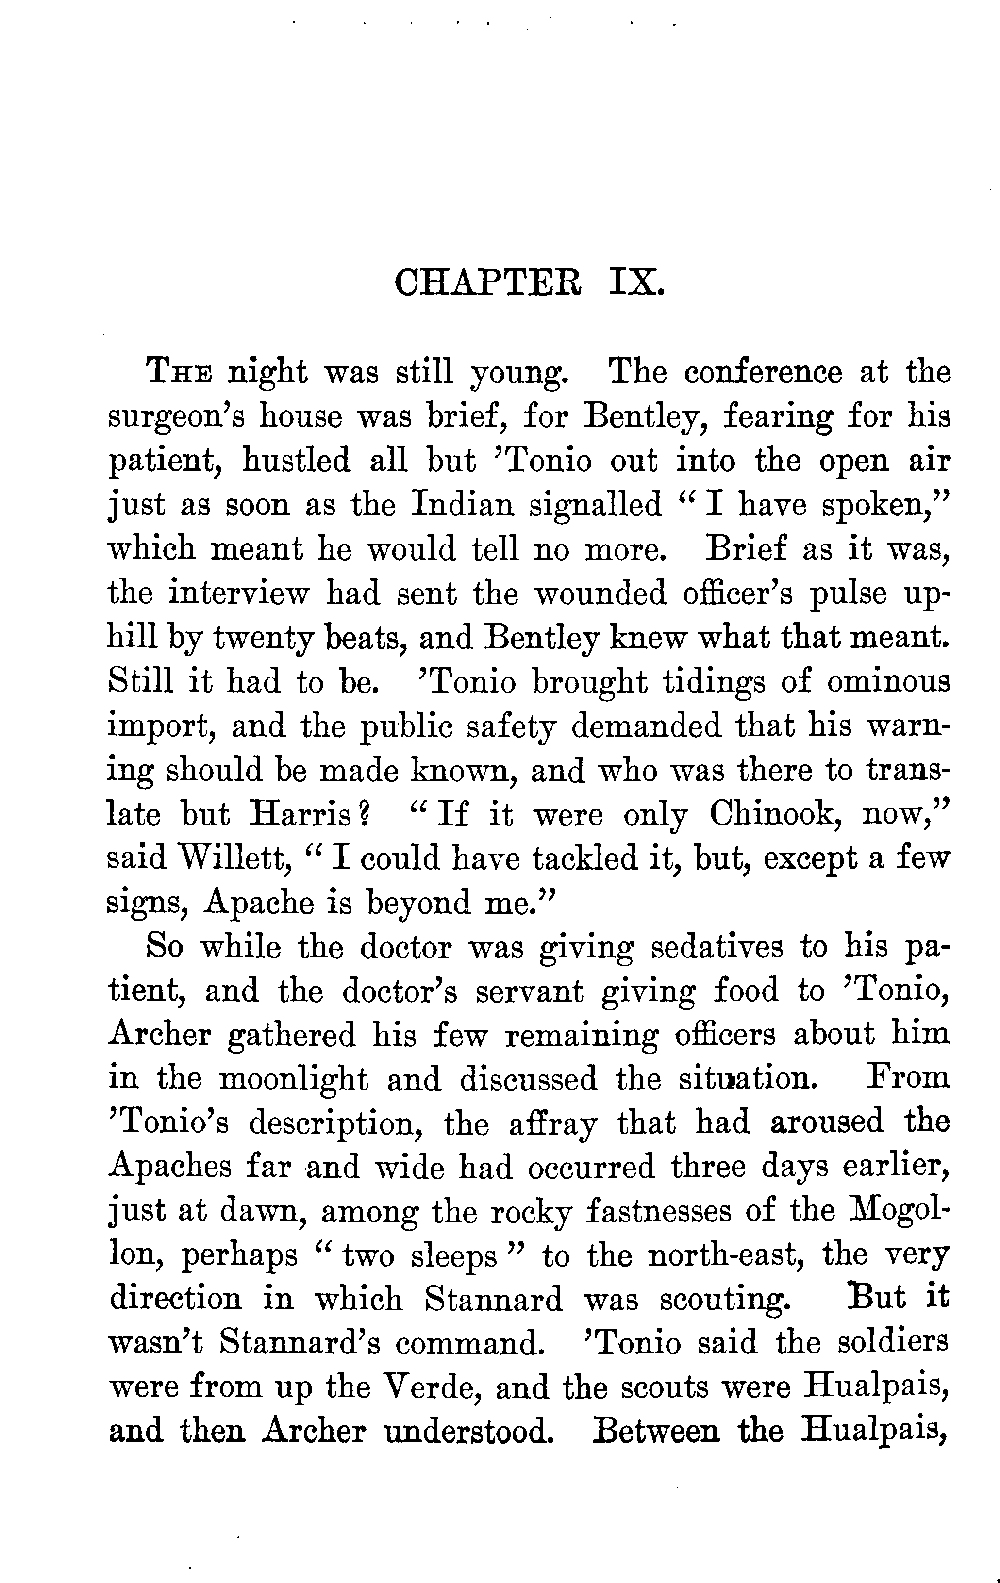 CHAPTER IX.
THE night was still young. The conference at the
surgeon's house was brief, for Bentley, fearing for his
patient, hustled all but 'Tonio out into the open air
just as soon as the Indian signalled "I have spoken,"
which meant he would tell no more. Brief as it was,
the interview had sent the wounded officer's pulse up-
hill by twenty beats, and Bentley knew what that meant.
Still it had to be. 'Tonio brought tidings of ominous
import, and the public safety demanded that his warn-
ing should be made known, and who was there to trans-
late but Harris? "If it were only Chinook, now,"
said Willett, "I could have tackled it, but, except a few
signs, Apache is beyond me."
So while the doctor was giving sedatives to his pa-
tient, and the doctor's servant giving food to 'Tonio,
Archer gathered his few remaining officers about him
in the moonlight and discussed the situation. From
'Tonio's description, the affray that had aroused the
Apaches far and wide had occurred three days earlier,
just at dawn, among the rocky fastnesses of the Mogol-
lon, perhaps "two sleeps" to the north-east, the very
direction in which Stannard was scouting. But it
wasn't Stannard's command. 'Tonio said the soldiers
were from up the Verde, and the scouts were Hualpais,
and then Archer understood. Between the Hualpais,